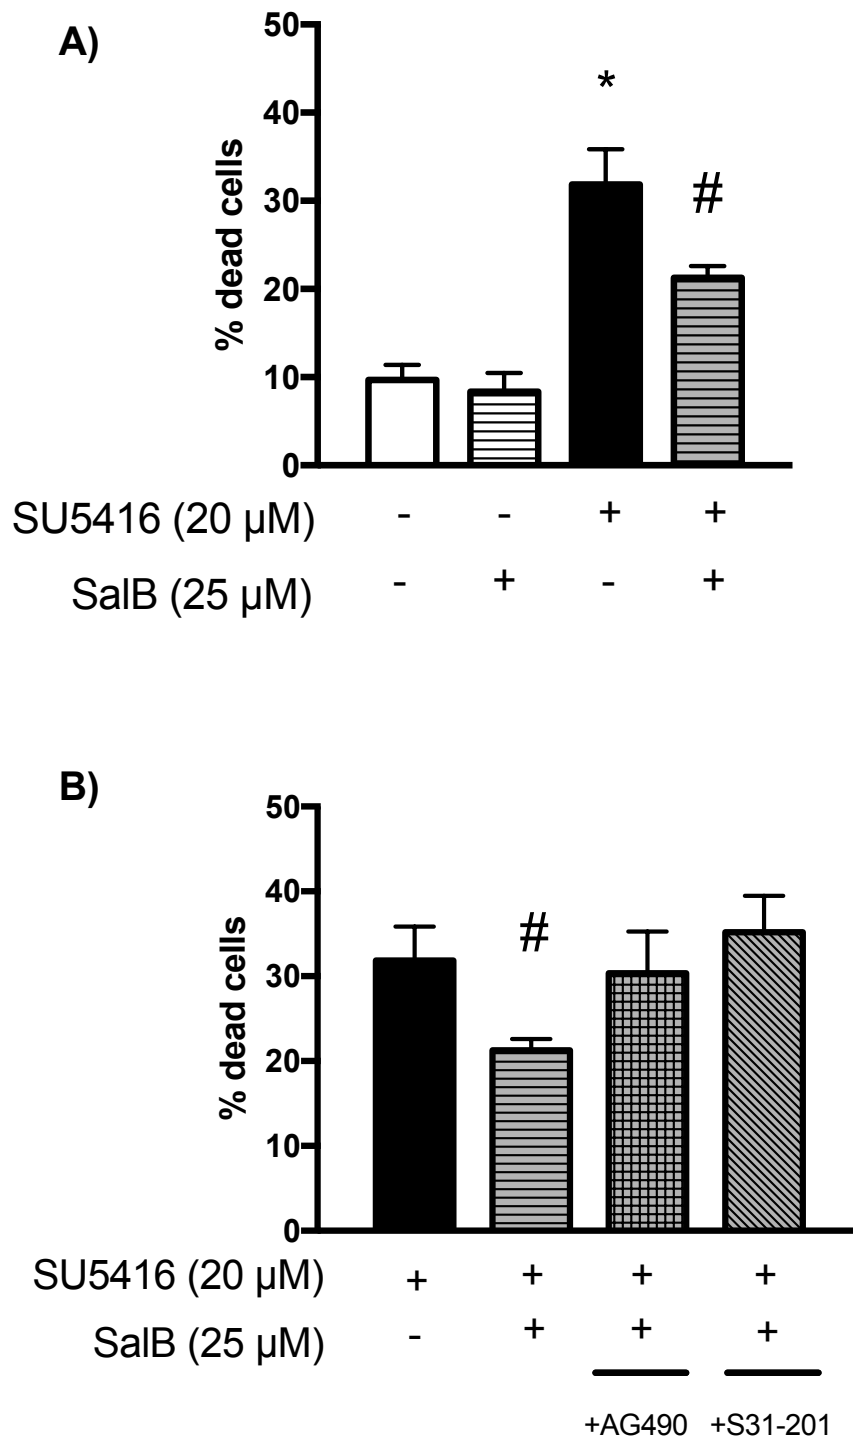 A)
50
40
30
20
10
0
% dead cells
*
#
SU5416 (20 µM) - - + +
SalB (25 µM) - + - +
B)
50
40
30
20
10
0
% dead cells
#
SU5416 (20 µM) + + + +
SalB (25 µM) - + + +
+AG490 +S31-201